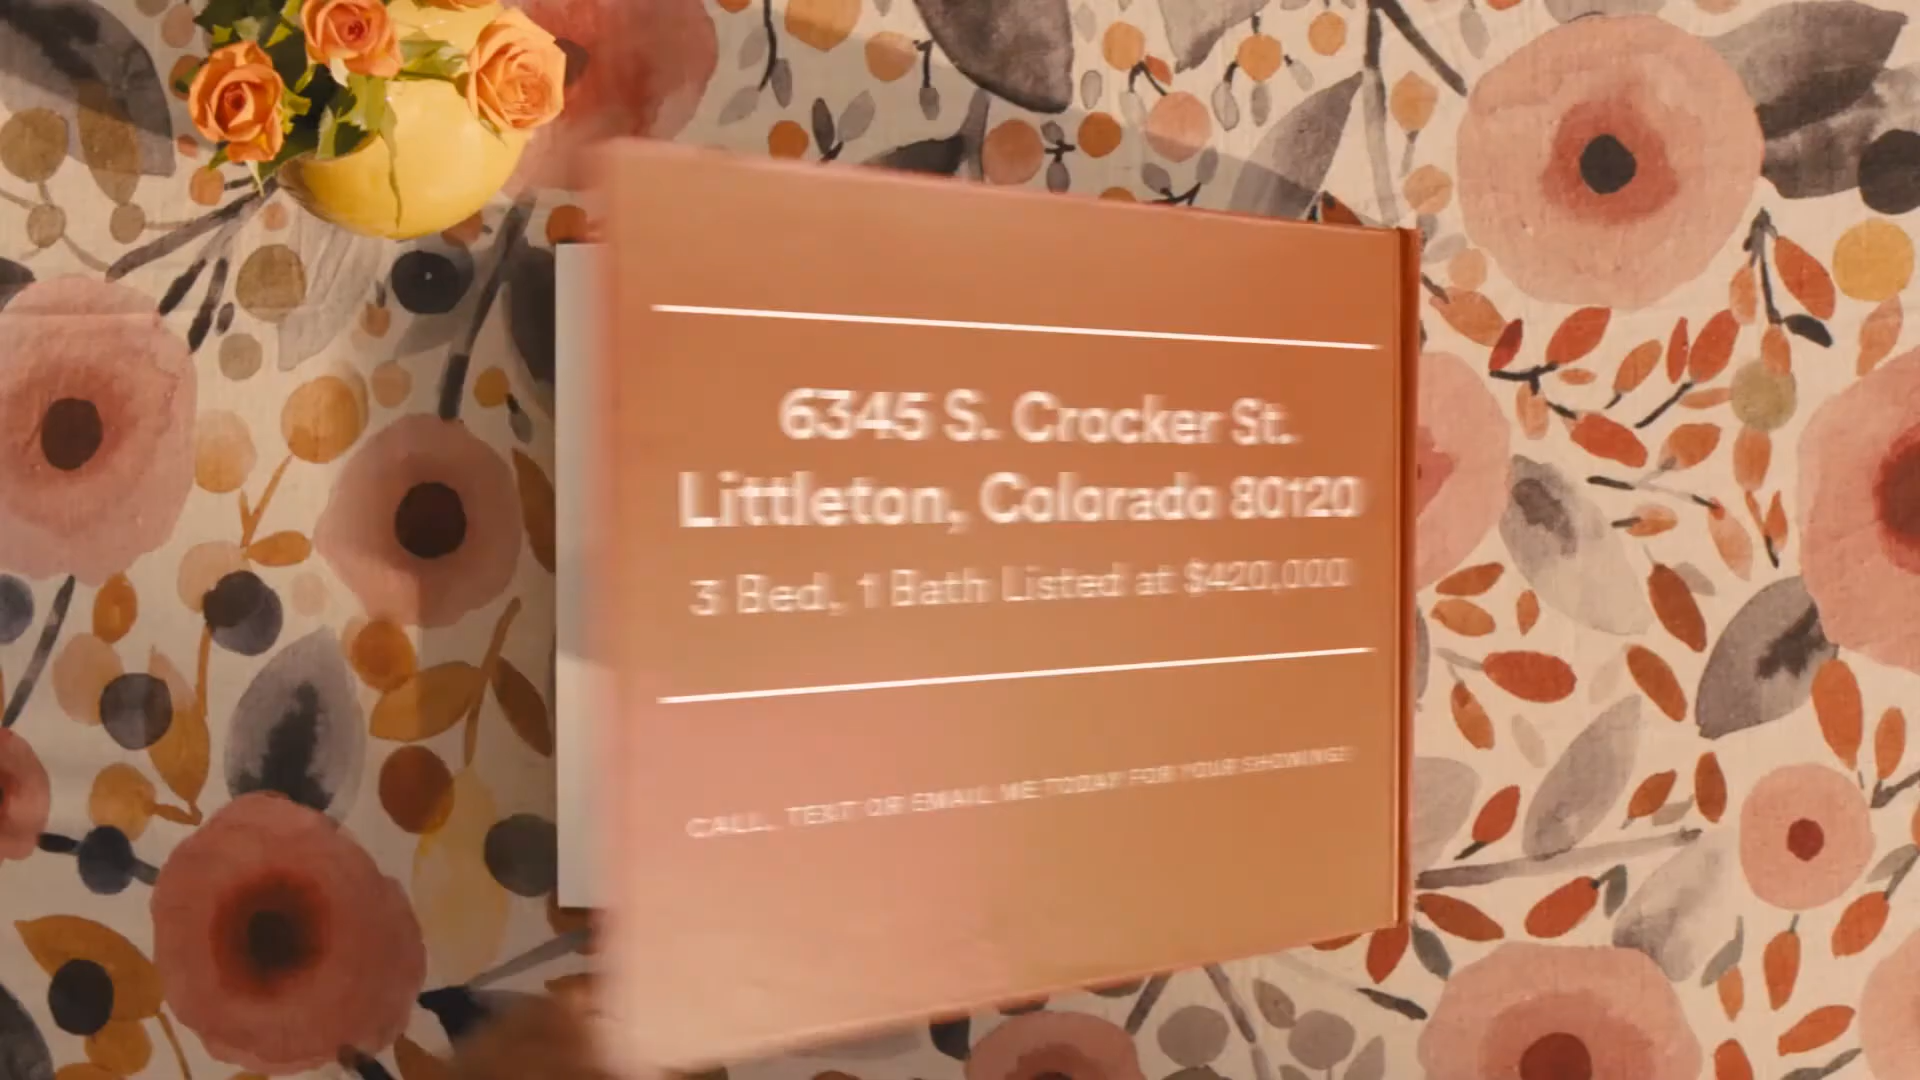 6345 S. Crocker St.
Littleton, Colorado 80120
3 Bed, 1 Bath Listed at $420,000
CALL, TEXT OR EMAIL ME TODAY FOR YOUR SHOWING!